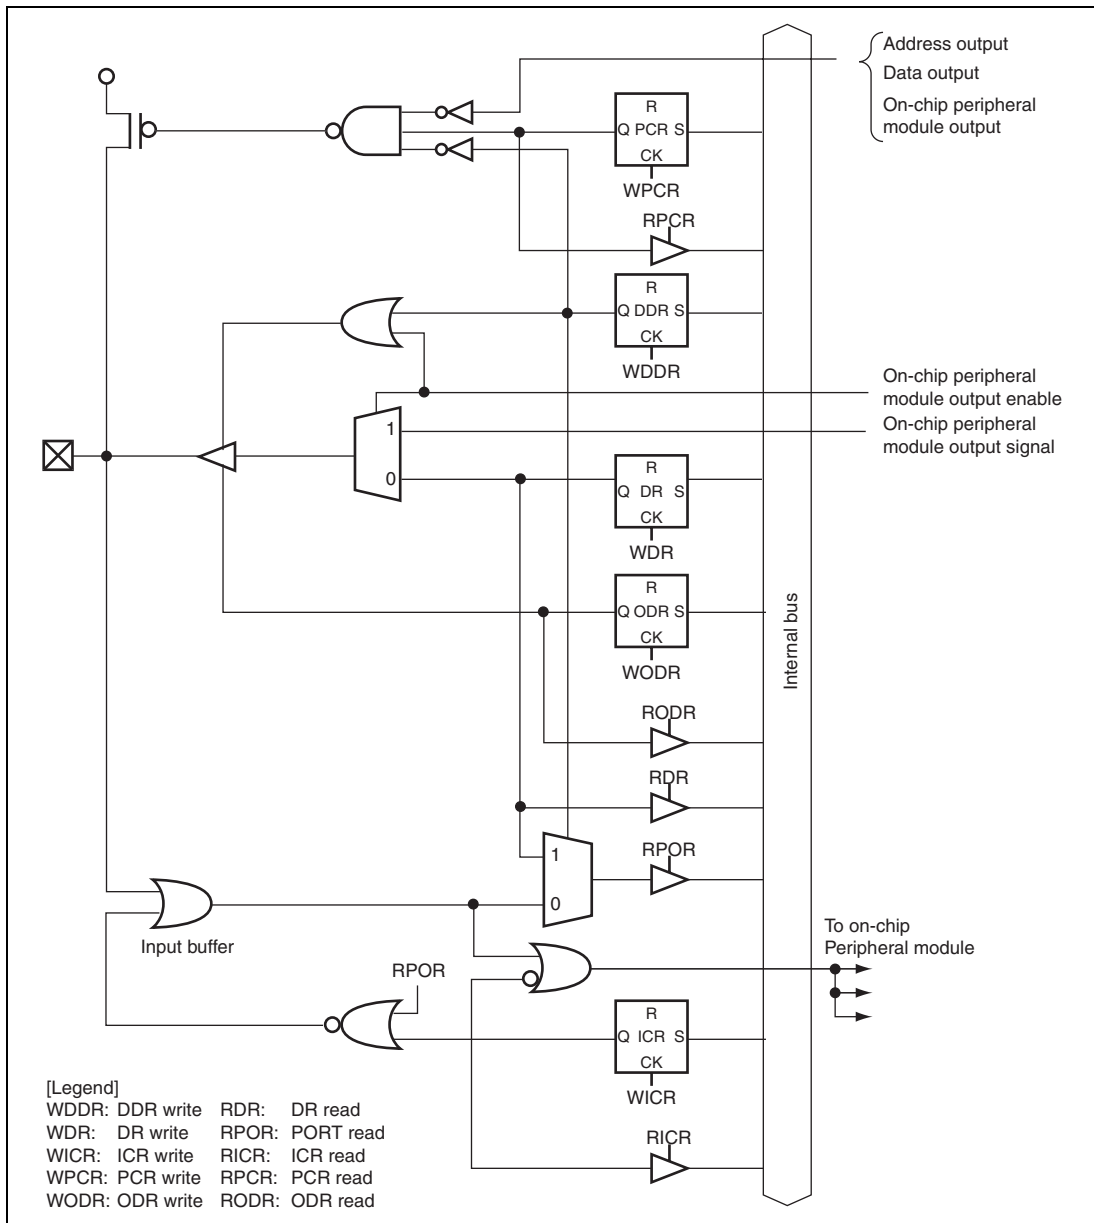 Address output
Data output
On-chip peripheral
module output
R
Q PCR S
CK
WPCR
RPCR
R
Q DDR S
CK
WDDR
On-chip peripheral
module output enable
On-chip peripheral
module output signal
1
0
R
Q DR S
CK
WDR
R
Q ODR S
CK
WODR
Internal bus
RODR
RDR
RPOR
1
0
Input buffer
To on-chip
Peripheral module
RPOR
R
Q ICR S
CK
WICR
RICR
[Legend]
WDDR: DDR write RDR: DR read
WDR: DR write RPOR: PORT read
WICR: ICR write RICR: ICR read
WPCR: PCR write RPCR: PCR read
WODR: ODR write RODR: ODR read